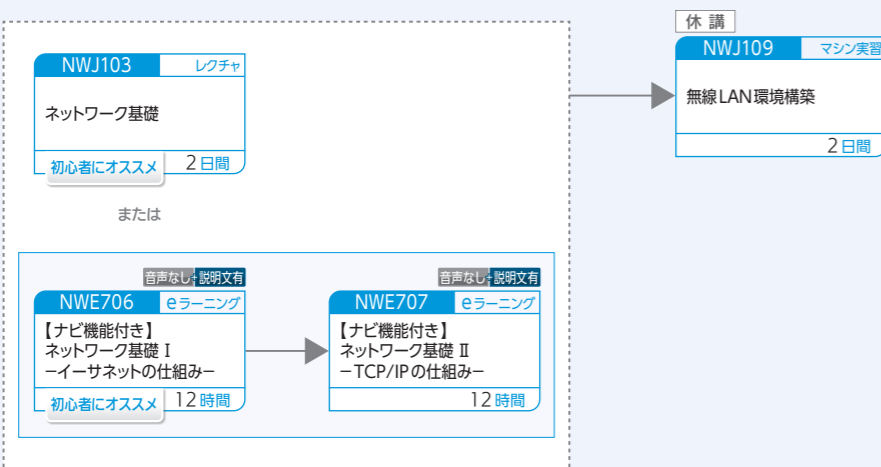 休 講
NWJ103 レクチャ
ネットワーク基礎
初心者にオススメ 2日間
または
音声なし+説明文有
NWE706 eラーニング
【ナビ機能付き】
ネットワーク基礎 Ⅰ
−イーサネットの仕組み−
初心者にオススメ 12時間
音声なし+説明文有
NWE707 eラーニング
【ナビ機能付き】
ネットワーク基礎 Ⅱ
−TCP/IPの仕組み−
12時間
NWJ109 マシン実習
無線LAN環境構築
2日間